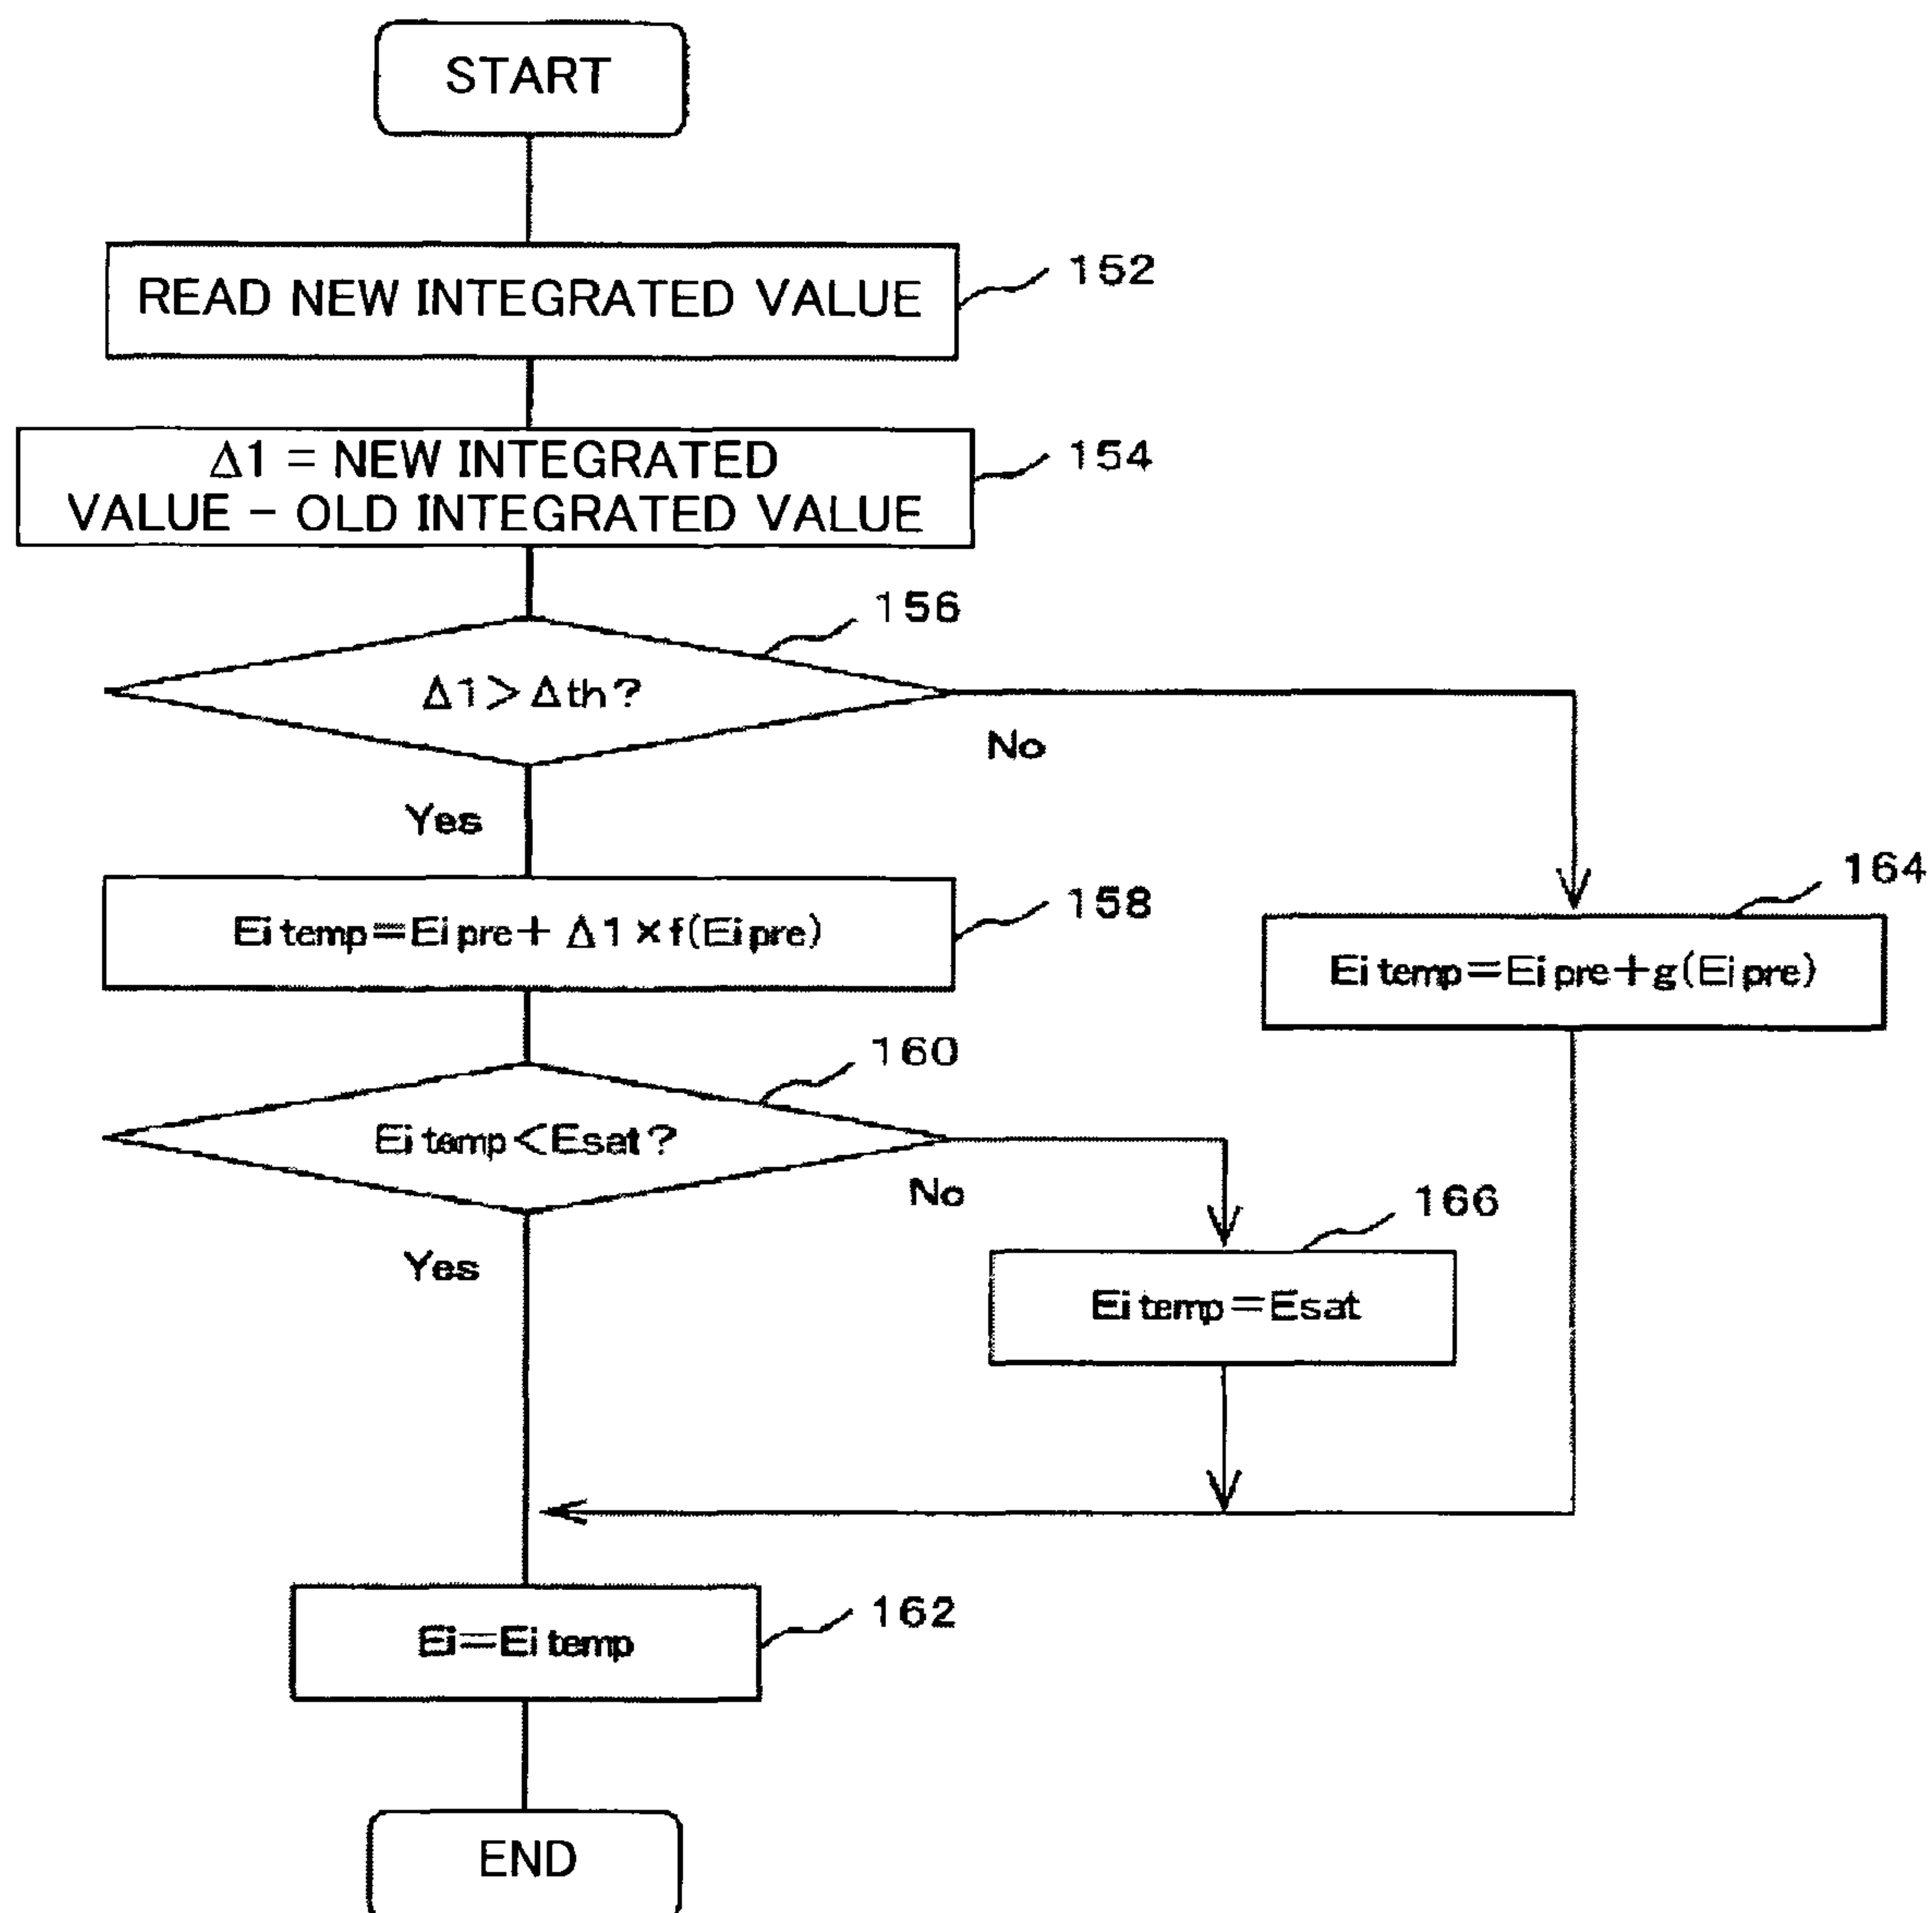 START
READ NEW INTEGRATED VALUE
152
Δ1 = NEW INTEGRATED
VALUE − OLD INTEGRATED VALUE
154
156
Δ1>Δth?
No
Yes
Ei temp=Ei pre+ Δ1×f(Ei pre)
158
164
Ei temp=Ei pre+g(Ei pre)
160
Ei temp<Esat?
No
Yes
166
Ei temp=Esat
Ei=Ei temp
162
END